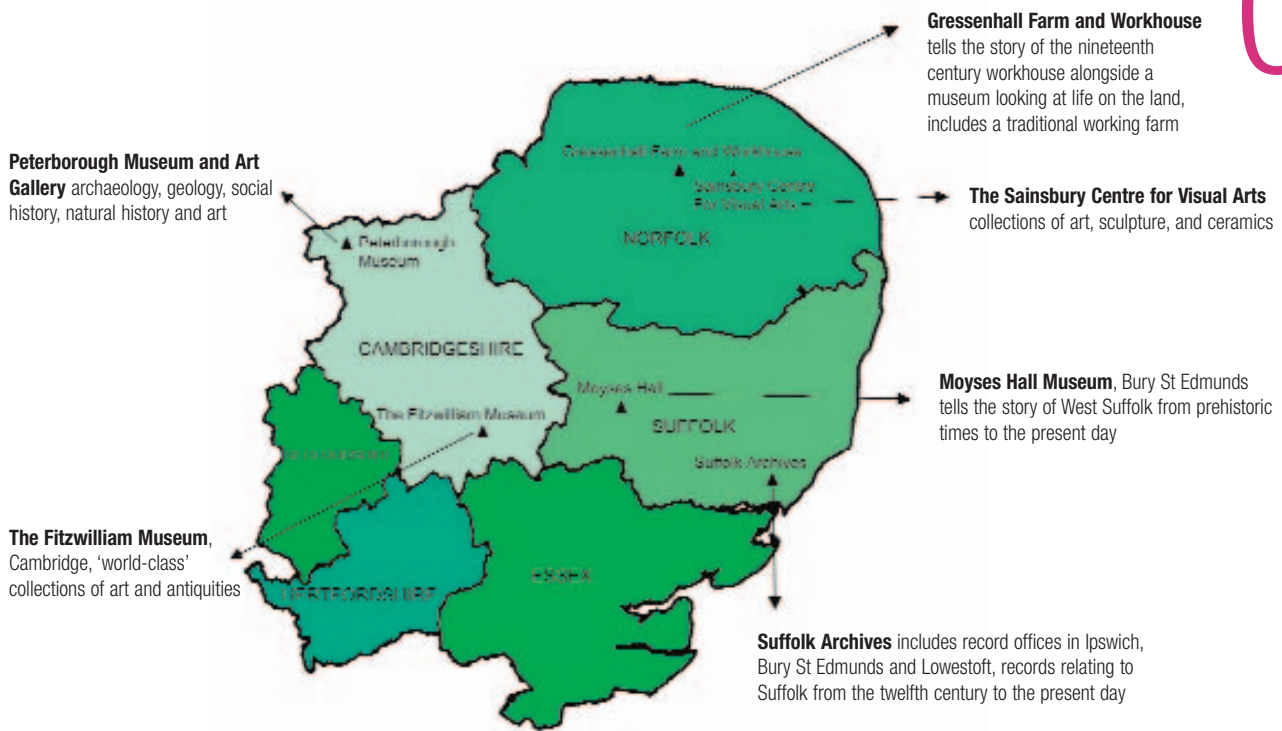 Gressenhall Farm and Workhouse
tells the story of the nineteenth
century workhouse alongside a
museum looking at life on the land,
includes a traditional working farm
Peterborough Museum and Art
Gallery archaeology, geology, social
history, natural history and art
Gressenhall Farm and Workhouse
Sainsbury Centre
For Visual Arts
The Sainsbury Centre for Visual Arts
collections of art, sculpture, and ceramics
NORFOLK
Peterborough
Museum
CAMBRIDGESHIRE
Moyses Hall
Moyses Hall Museum, Bury St Edmunds
tells the story of West Suffolk from prehistoric
times to the present day
The Fitzwilliam Museum
SUFFOLK
Suffolk Archives
The Fitzwilliam Museum,
Cambridge, ‘world-class’
collections of art and antiquities
ESSEX
HERTFORDSHIRE
Suffolk Archives includes record offices in Ipswich,
Bury St Edmunds and Lowestoft, records relating to
Suffolk from the twelfth century to the present day